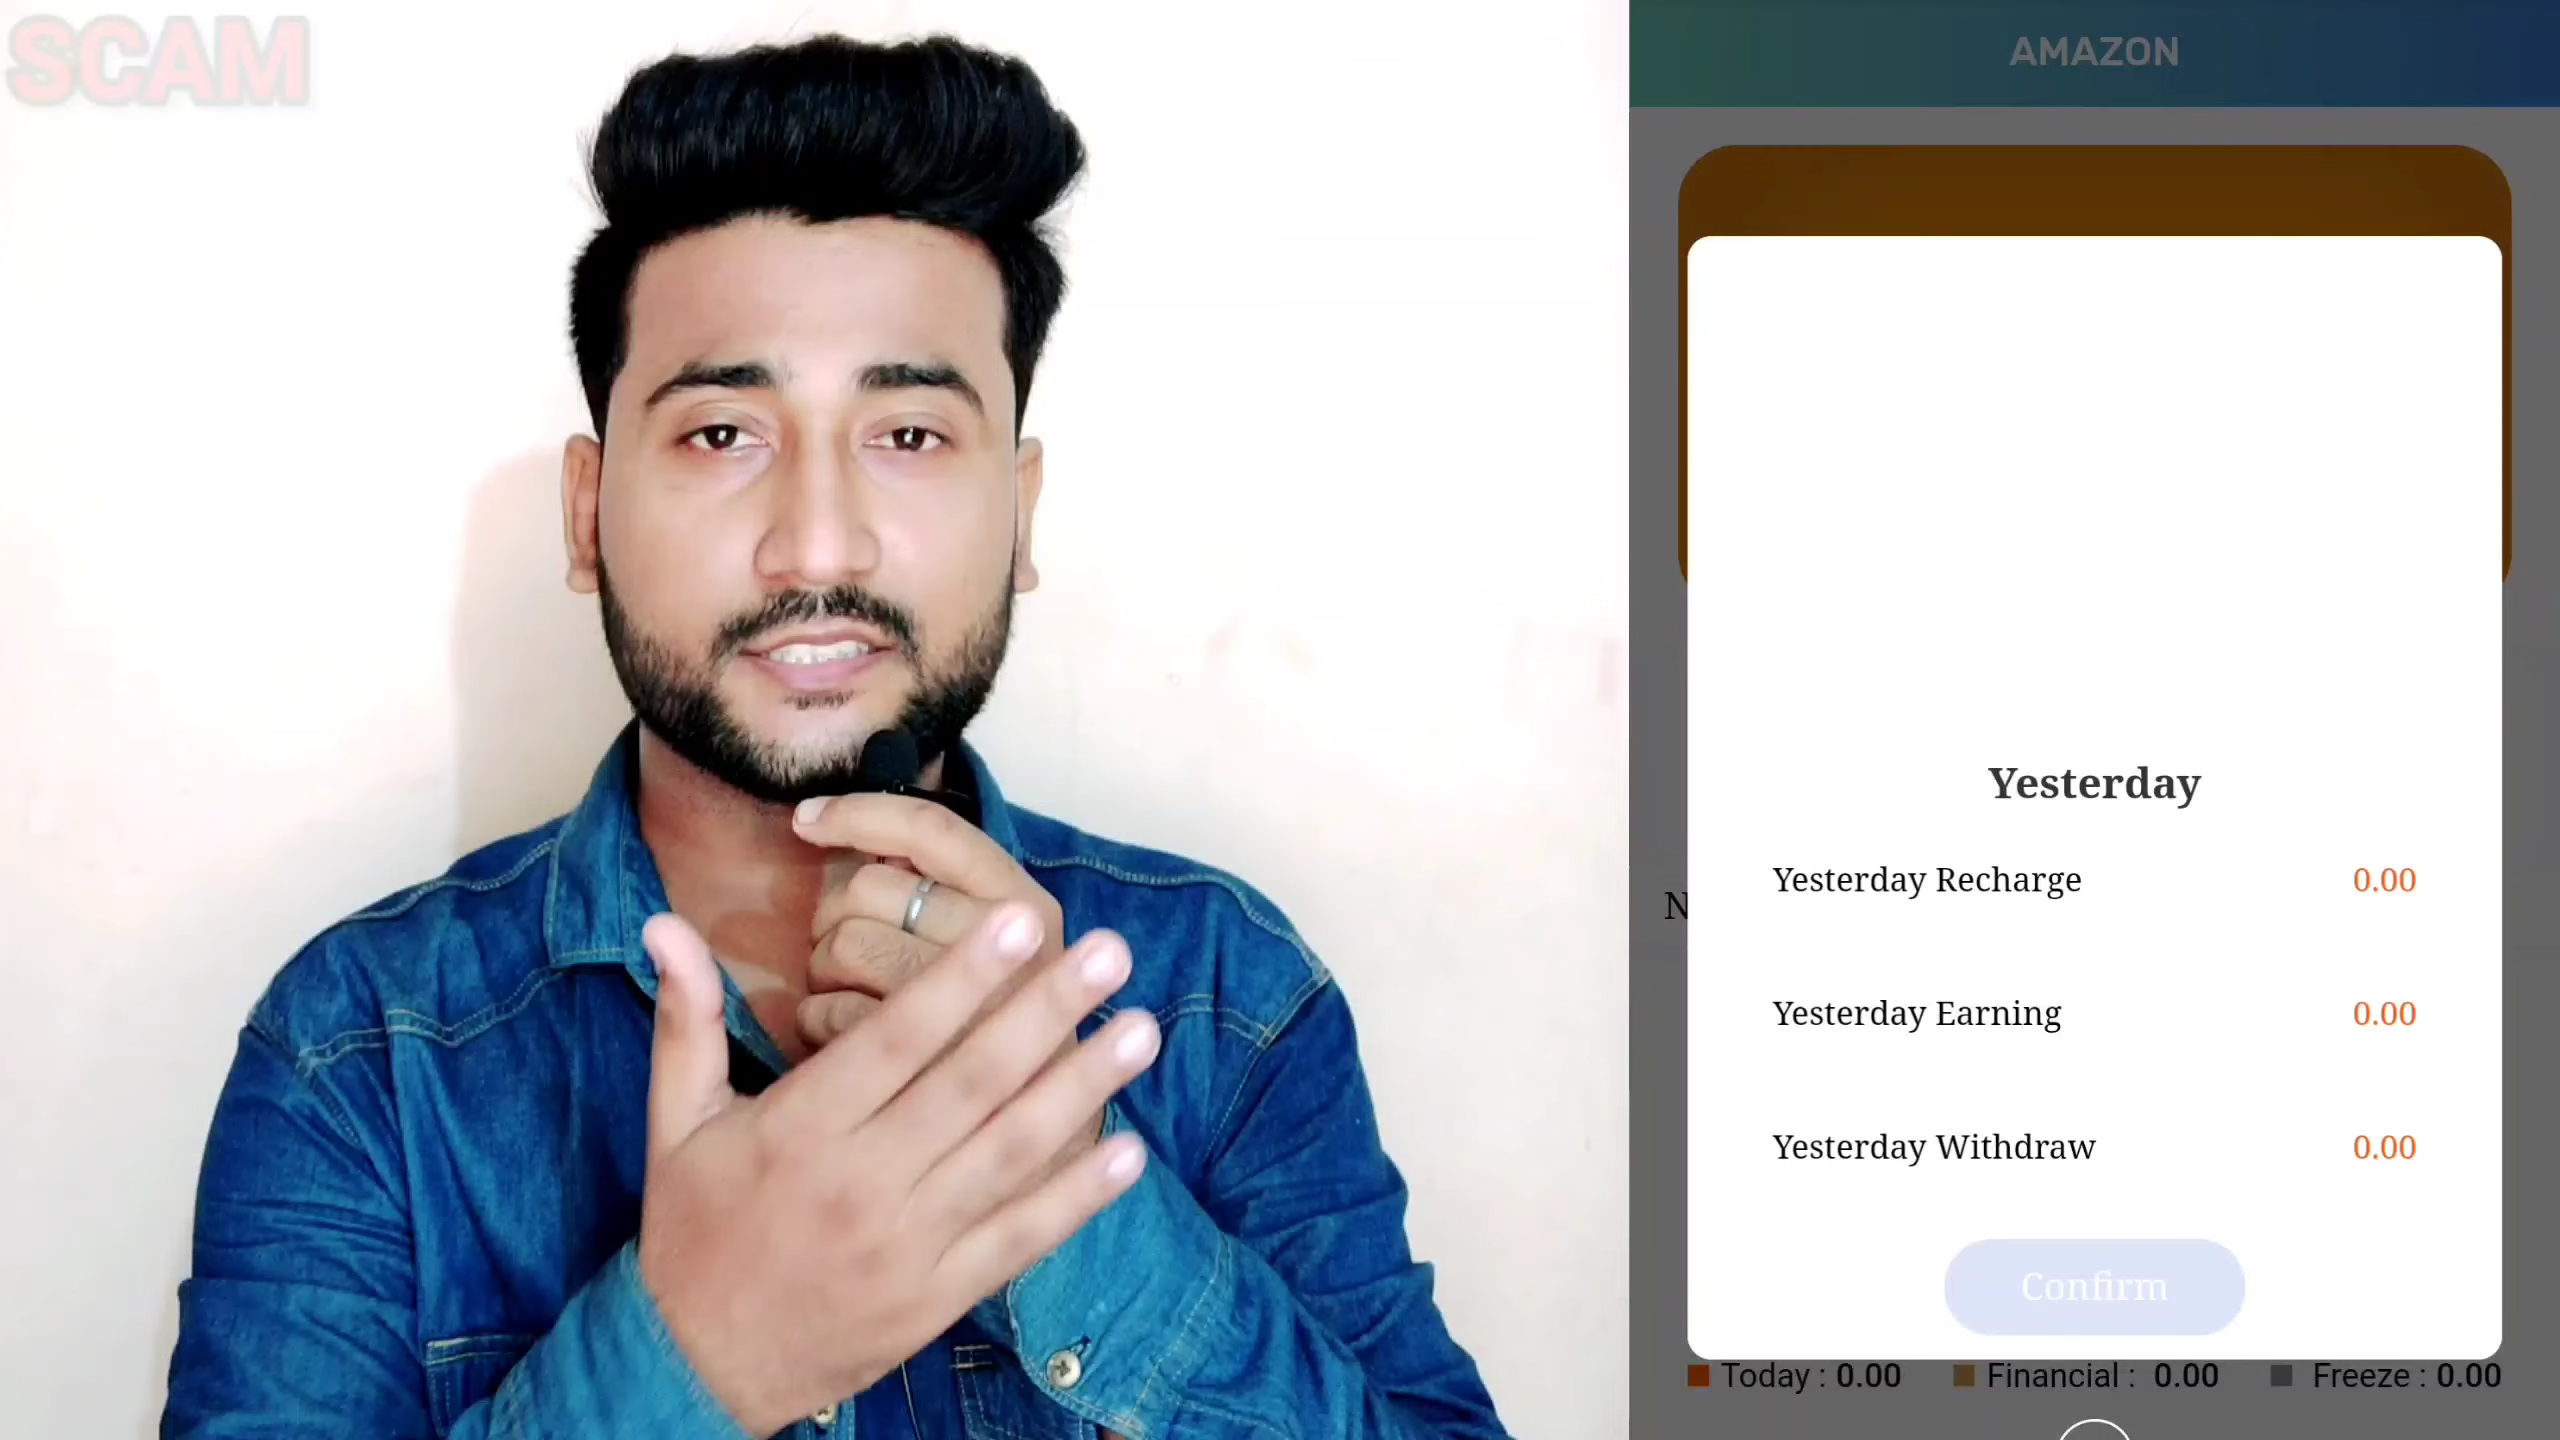 SCAM
AMAZON
N
Yesterday
Yesterday Recharge 0.00
Yesterday Earning 0.00
Yesterday Withdraw 0.00
Confirm
Today : 0.00 Financial : 0.00 Freeze : 0.00